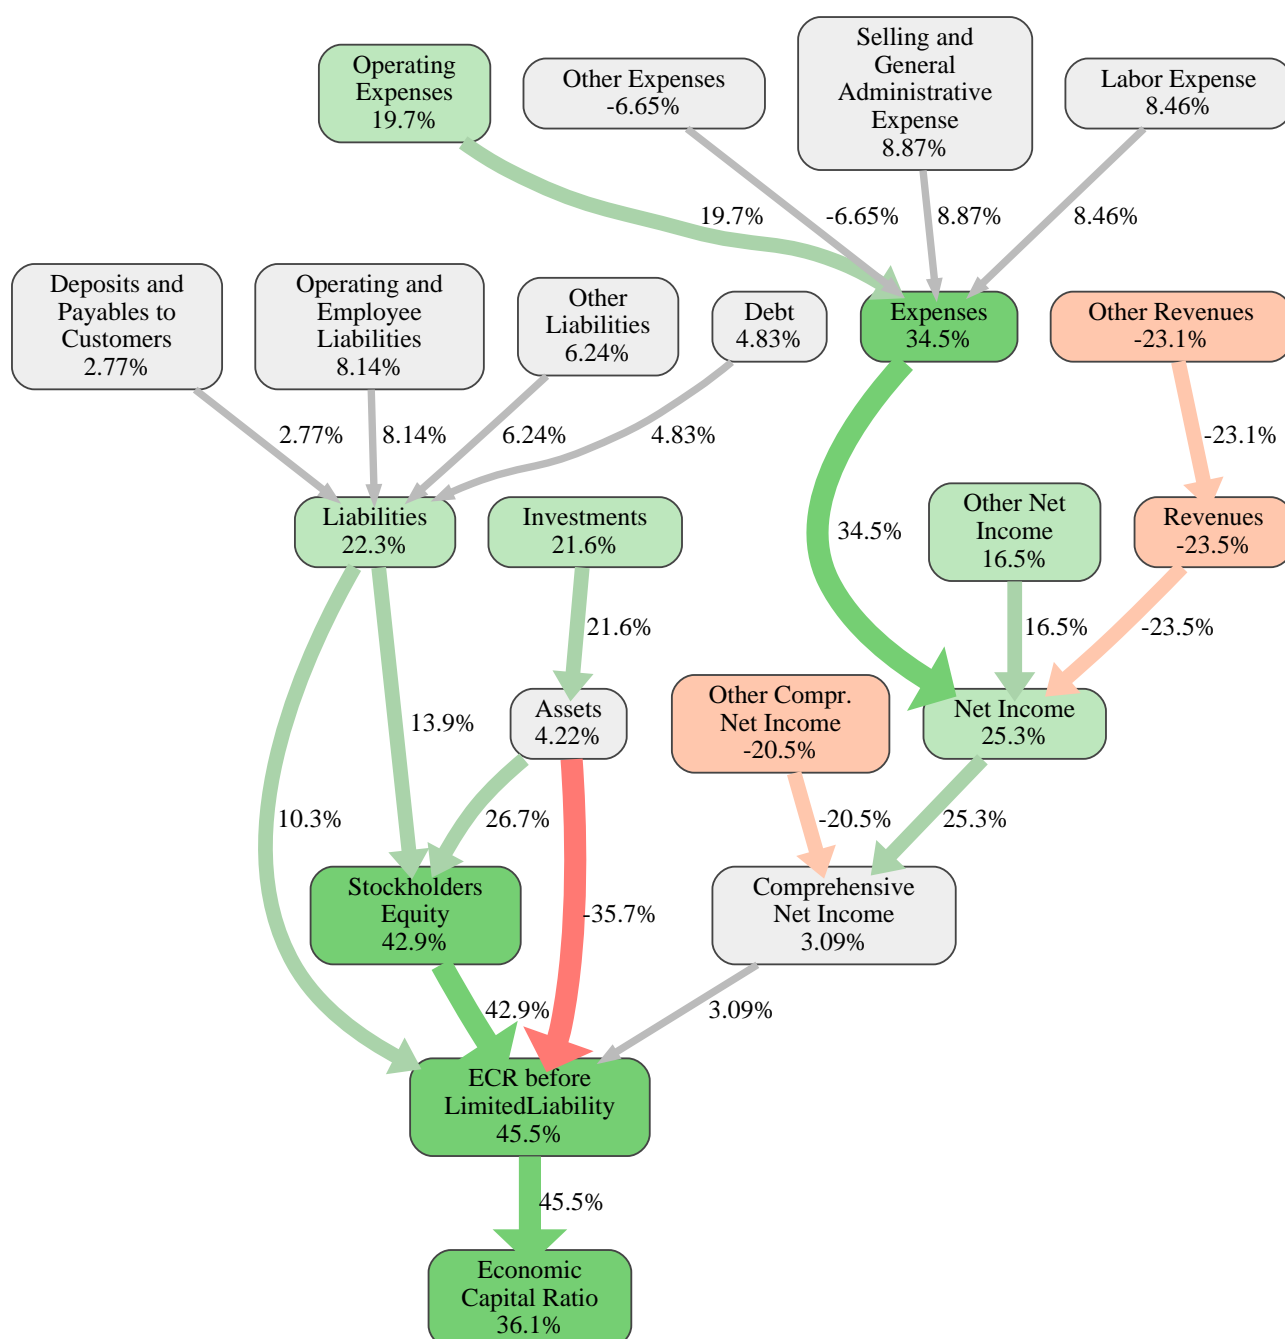 Operating
Expenses
19.7%
Other Expenses
-6.65%
Selling and
General
Administrative
Expense
8.87%
Labor Expense
8.46%
19.7%
-6.65%
8.87%
8.46%
Deposits and
Payables to
Customers
2.77%
Operating and
Employee
Liabilities
8.14%
Other
Liabilities
6.24%
Debt
4.83%
Expenses
34.5%
Other Revenues
-23.1%
2.77%
8.14%
6.24%
4.83%
-23.1%
Liabilities
22.3%
Investments
21.6%
34.5%
Other Net
Income
16.5%
Revenues
-23.5%
21.6%
16.5%
-23.5%
13.9%
Assets
4.22%
Other Compr.
Net Income
-20.5%
Net Income
25.3%
10.3%
26.7%
-20.5%
25.3%
Stockholders
Equity
42.9%
-35.7%
Comprehensive
Net Income
3.09%
42.9%
3.09%
ECR before
LimitedLiability
45.5%
45.5%
Economic
Capital Ratio
36.1%